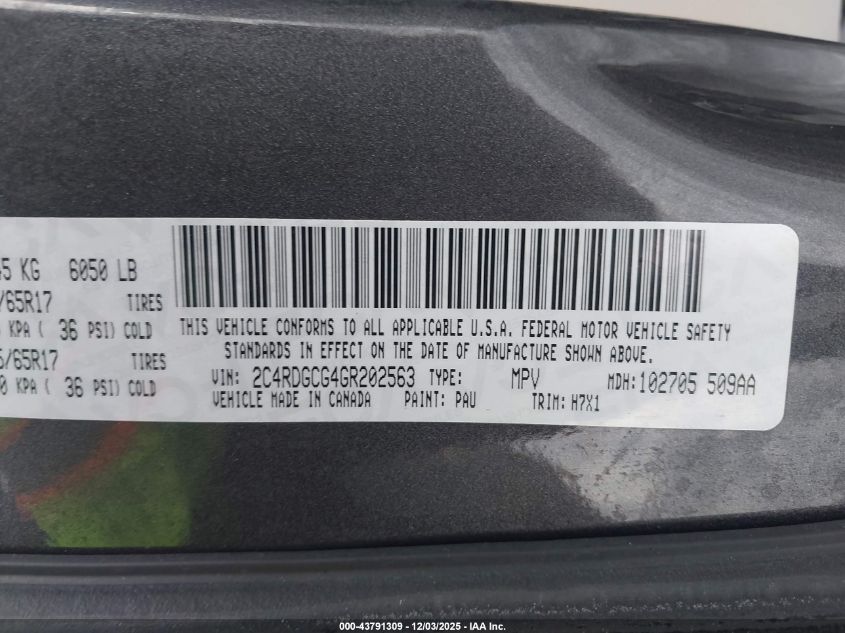 5 KG 6050 LB
/65R17 TIRES
KPA ( 36 PSI) COLD
/65R17 TIRES
0 KPA ( 36 PSI) COLD
THIS VEHICLE CONFORMS TO ALL APPLICABLE U.S.A. FEDERAL MOTOR VEHICLE SAFETY
STANDARDS IN EFFECT ON THE DATE OF MANUFACTURE SHOWN ABOVE.
VIN: 2C4RDGCG4GR202563 TYPE: MPV MDH: 102705 509AA
VEHICLE MADE IN CANADA PAINT: PAU TRIM: H7X1
000-43791309 - 12/03/2025 - IAA Inc.